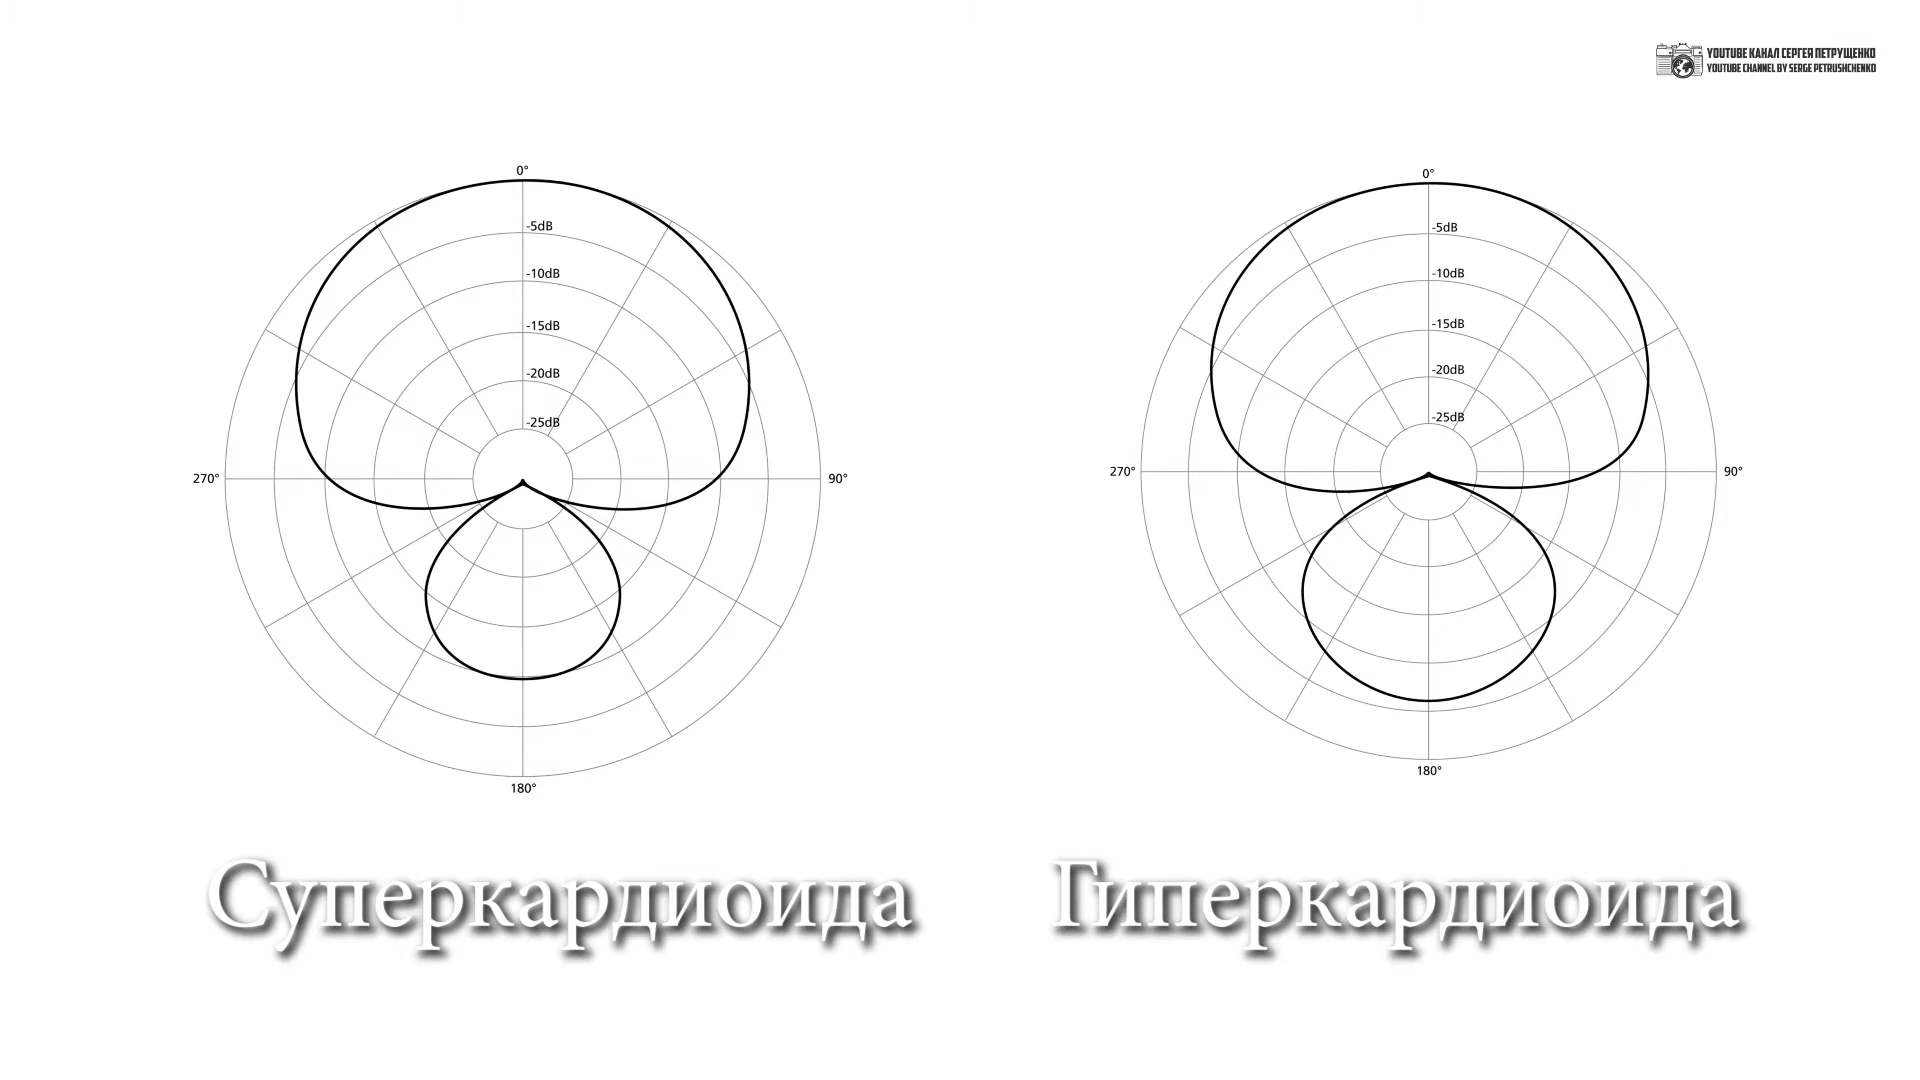 YOUTUBE КАНАЛ СЕРГЕЯ ПЕТРУЩЕНКО
YOUTUBE CHANNEL BY SERGE PETRUSHCHENKO
0°
-5dB
-10dB
-15dB
-20dB
-25dB
270°
90°
180°
0°
-5dB
-10dB
-15dB
-20dB
-25dB
270°
90°
180°
Суперкардиоида
Гиперкардиоида